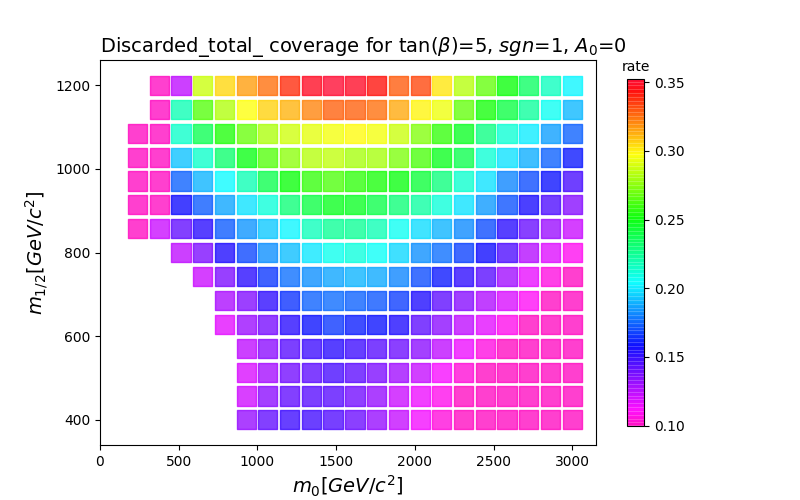 Discarded_total_ coverage for tan(β)=5, sgn=1, A₀=0
rate
1200
1000
800
600
400
m₁/₂[GeV/c²]
0.35
0.30
0.25
0.20
0.15
0.10
0 500 1000 1500 2000 2500 3000
m₀[GeV/c²]